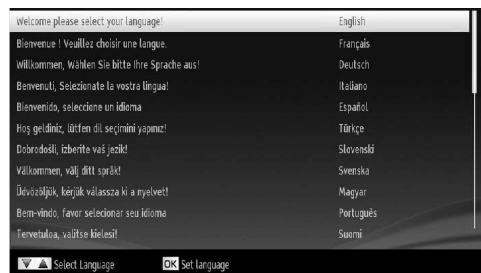 Welcome please select your language! English
Bienvenue ! Veuillez choisir une langue. Français
Willkommen, Wählen Sie bitte Ihre Sprache aus! Deutsch
Benvenuti, Selezionate la vostra lingua! Italiano
Bienvenido, seleccione un idioma Español
Hoş geldiniz, lütfen dil seçimini yapınız! Türkçe
Dobrodošli, izberite vaš jezik! Slovenski
Välkommen, välj ditt språk! Svenska
Üdvözöljük, kérjük válassza ki a nyelvet! Magyar
Bem-vindo, favor selecionar seu idioma Português
Tervetuloa, valitse kielesi! Suomi
Select Language OK Set language